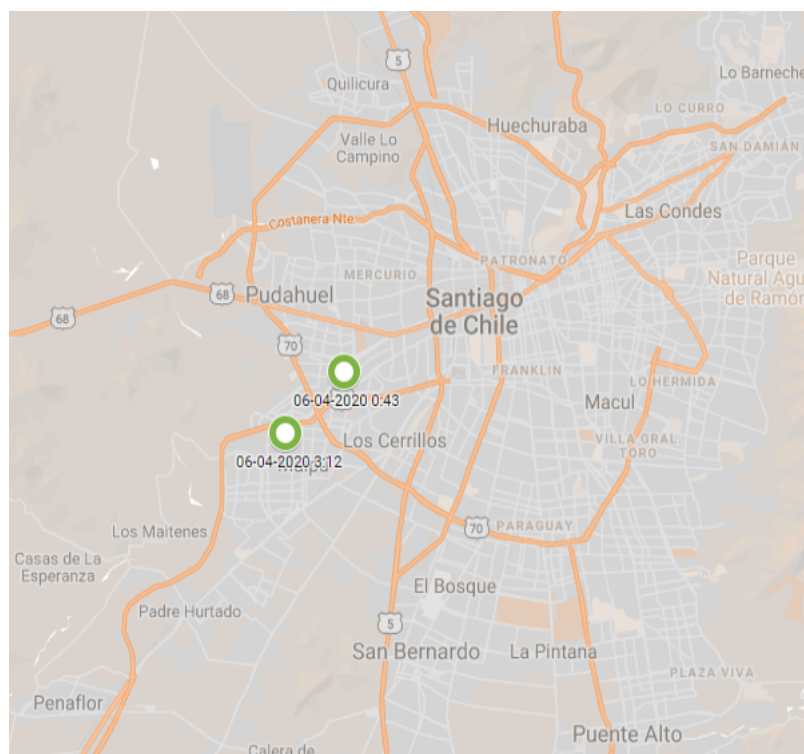 5
Lo Barneche
Quilicura
LO CURRO
Huechuraba
Valle Lo
Campino
SAN DAMIÁN
Las Condes
Costanera Nte
PATRONATO
Parque
Natural Agu
de Ramón
MERCURIO
68
Pudahuel
Santiago
de Chile
68
70
FRANKLIN
LO HERMIDA
06-04-2020 0:43
Macul
Los Cerrillos
VILLA GRAL.
TORO
06-04-2020 3:12
Maipú
Los Maitenes
70
PARAGUAY
Casas de La
Esperanza
El Bosque
Padre Hurtado
5
San Bernardo
La Pintana
PLAZA VIVA
Penaflor
Puente Alto
Calera de